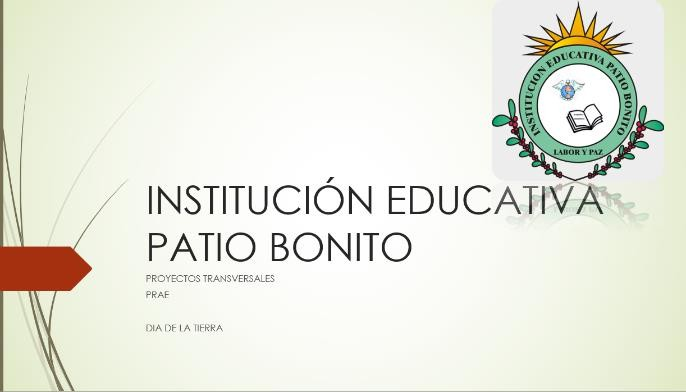 INSTITUCIÓN EDUCATIVA PATIO BONITO
LABOR Y PAZ
INSTITUCIÓN EDUCATIVA
PATIO BONITO
PROYECTOS TRANSVERSALES
PRAE
DIA DE LA TIERRA